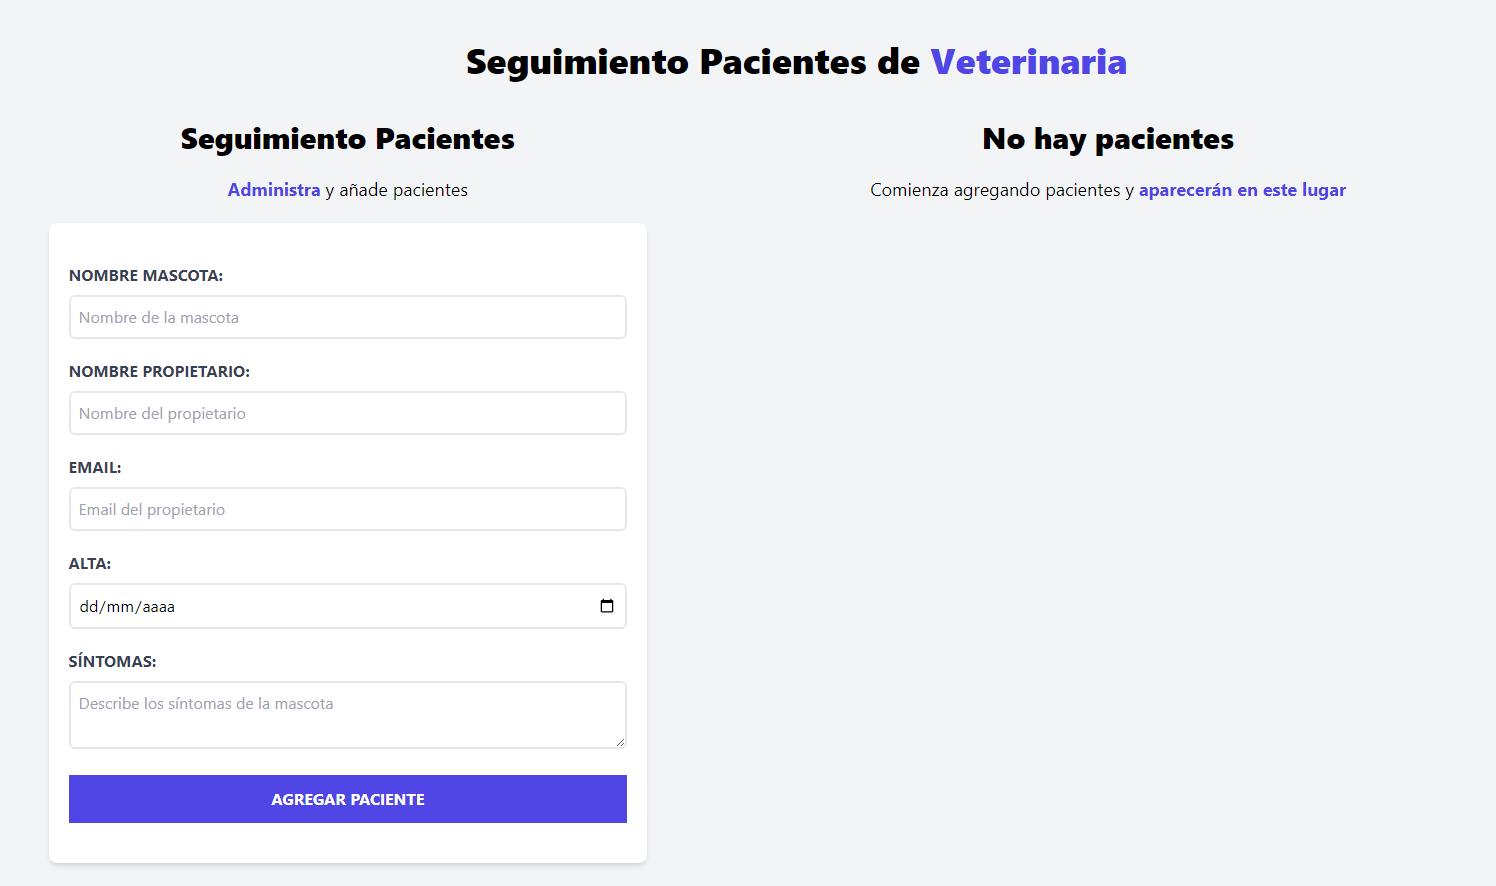 Seguimiento Pacientes de Veterinaria
Seguimiento Pacientes
Administra y añade pacientes
NOMBRE MASCOTA:
Nombre de la mascota
NOMBRE PROPIETARIO:
Nombre del propietario
EMAIL:
Email del propietario
ALTA:
dd/mm/aaaa
SÍNTOMAS:
Describe los síntomas de la mascota
AGREGAR PACIENTE
No hay pacientes
Comienza agregando pacientes y aparecerán en este lugar